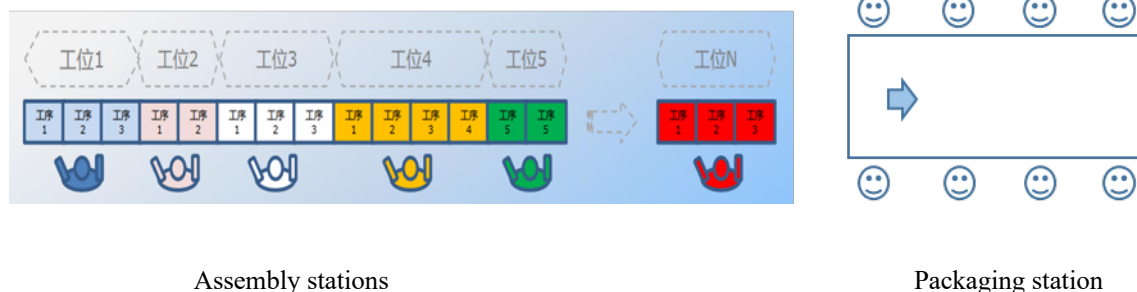 工位1 工位2 工位3 工位4 工位5 工位N
工序 工序 工序 工序 工序 工序 工序 工序 工序 工序 工序 工序 工序 工序 工序 工序 工序
1 2 3 1 2 1 2 3 1 2 3 4 5 5 1 2 3
Assembly stations Packaging station